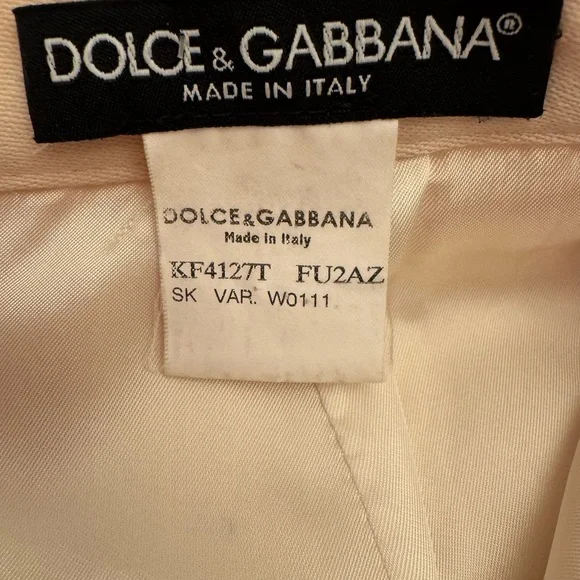 DOLCE & GABBANA®
MADE IN ITALY
DOLCE&GABBANA
Made in Italy
KF4127T FU2AZ
SK VAR. W0111